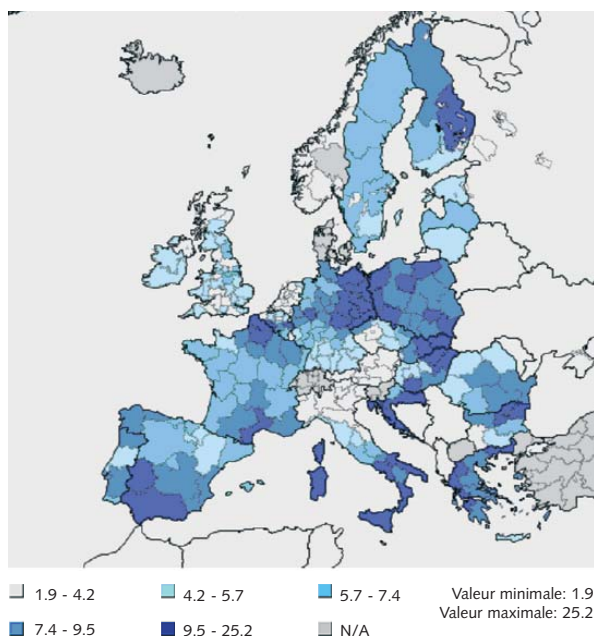 1.9 - 4.2
4.2 - 5.7
5.7 - 7.4
Valeur minimale: 1.9
7.4 - 9.5
9.5 - 25.2
N/A
Valeur maximale: 25.2